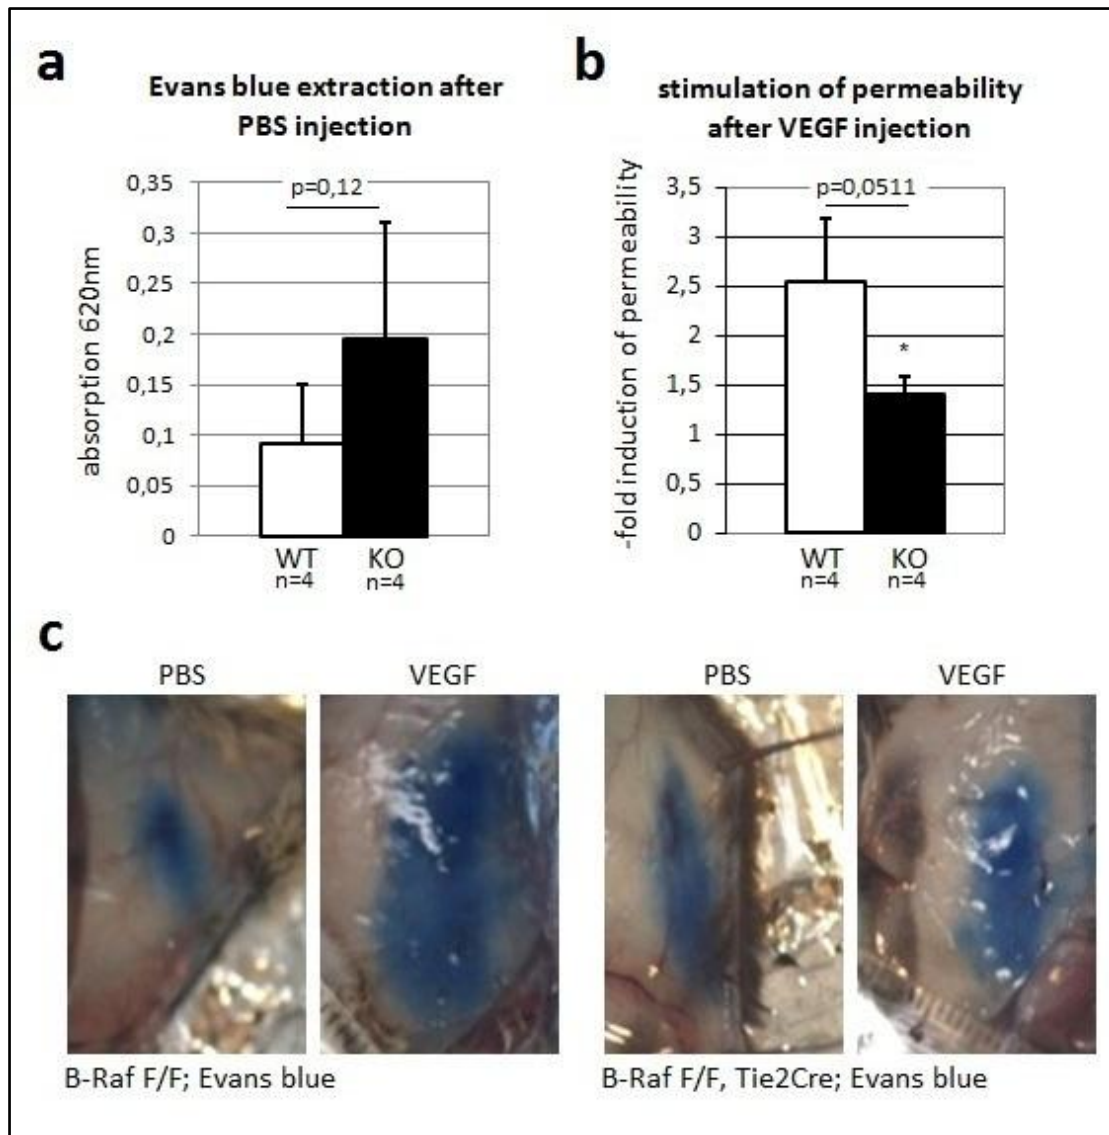 a
Evans blue extraction after
PBS injection
absorption 620nm
0,35
0,3
0,25
0,2
0,15
0,1
0,05
0
p=0,12
WT
n=4
KO
n=4
b
stimulation of permeability
after VEGF injection
-fold induction of permeability
3,5
3
2,5
2
1,5
1
0,5
0
p=0,0511
*
WT
n=4
KO
n=4
c
PBS
VEGF
PBS
VEGF
B-Raf F/F; Evans blue
B-Raf F/F, Tie2Cre; Evans blue